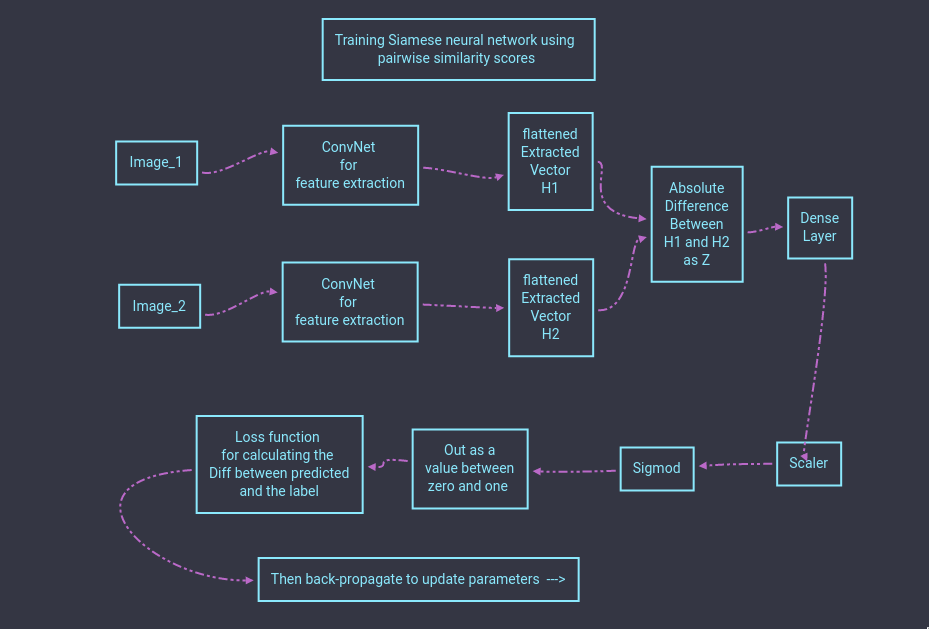 Training Siamese neural network using
pairwise similarity scores
Image_1
ConvNet
for
feature extraction
flattened
Extracted
Vector
H1
Absolute
Difference
Between
H1 and H2
as Z
Dense
Layer
Image_2
ConvNet
for
feature extraction
flattened
Extracted
Vector
H2
Loss function
for calculating the
Diff between predicted
and the label
Out as a
value between
zero and one
Sigmod
Scaler
Then back-propagate to update parameters --->